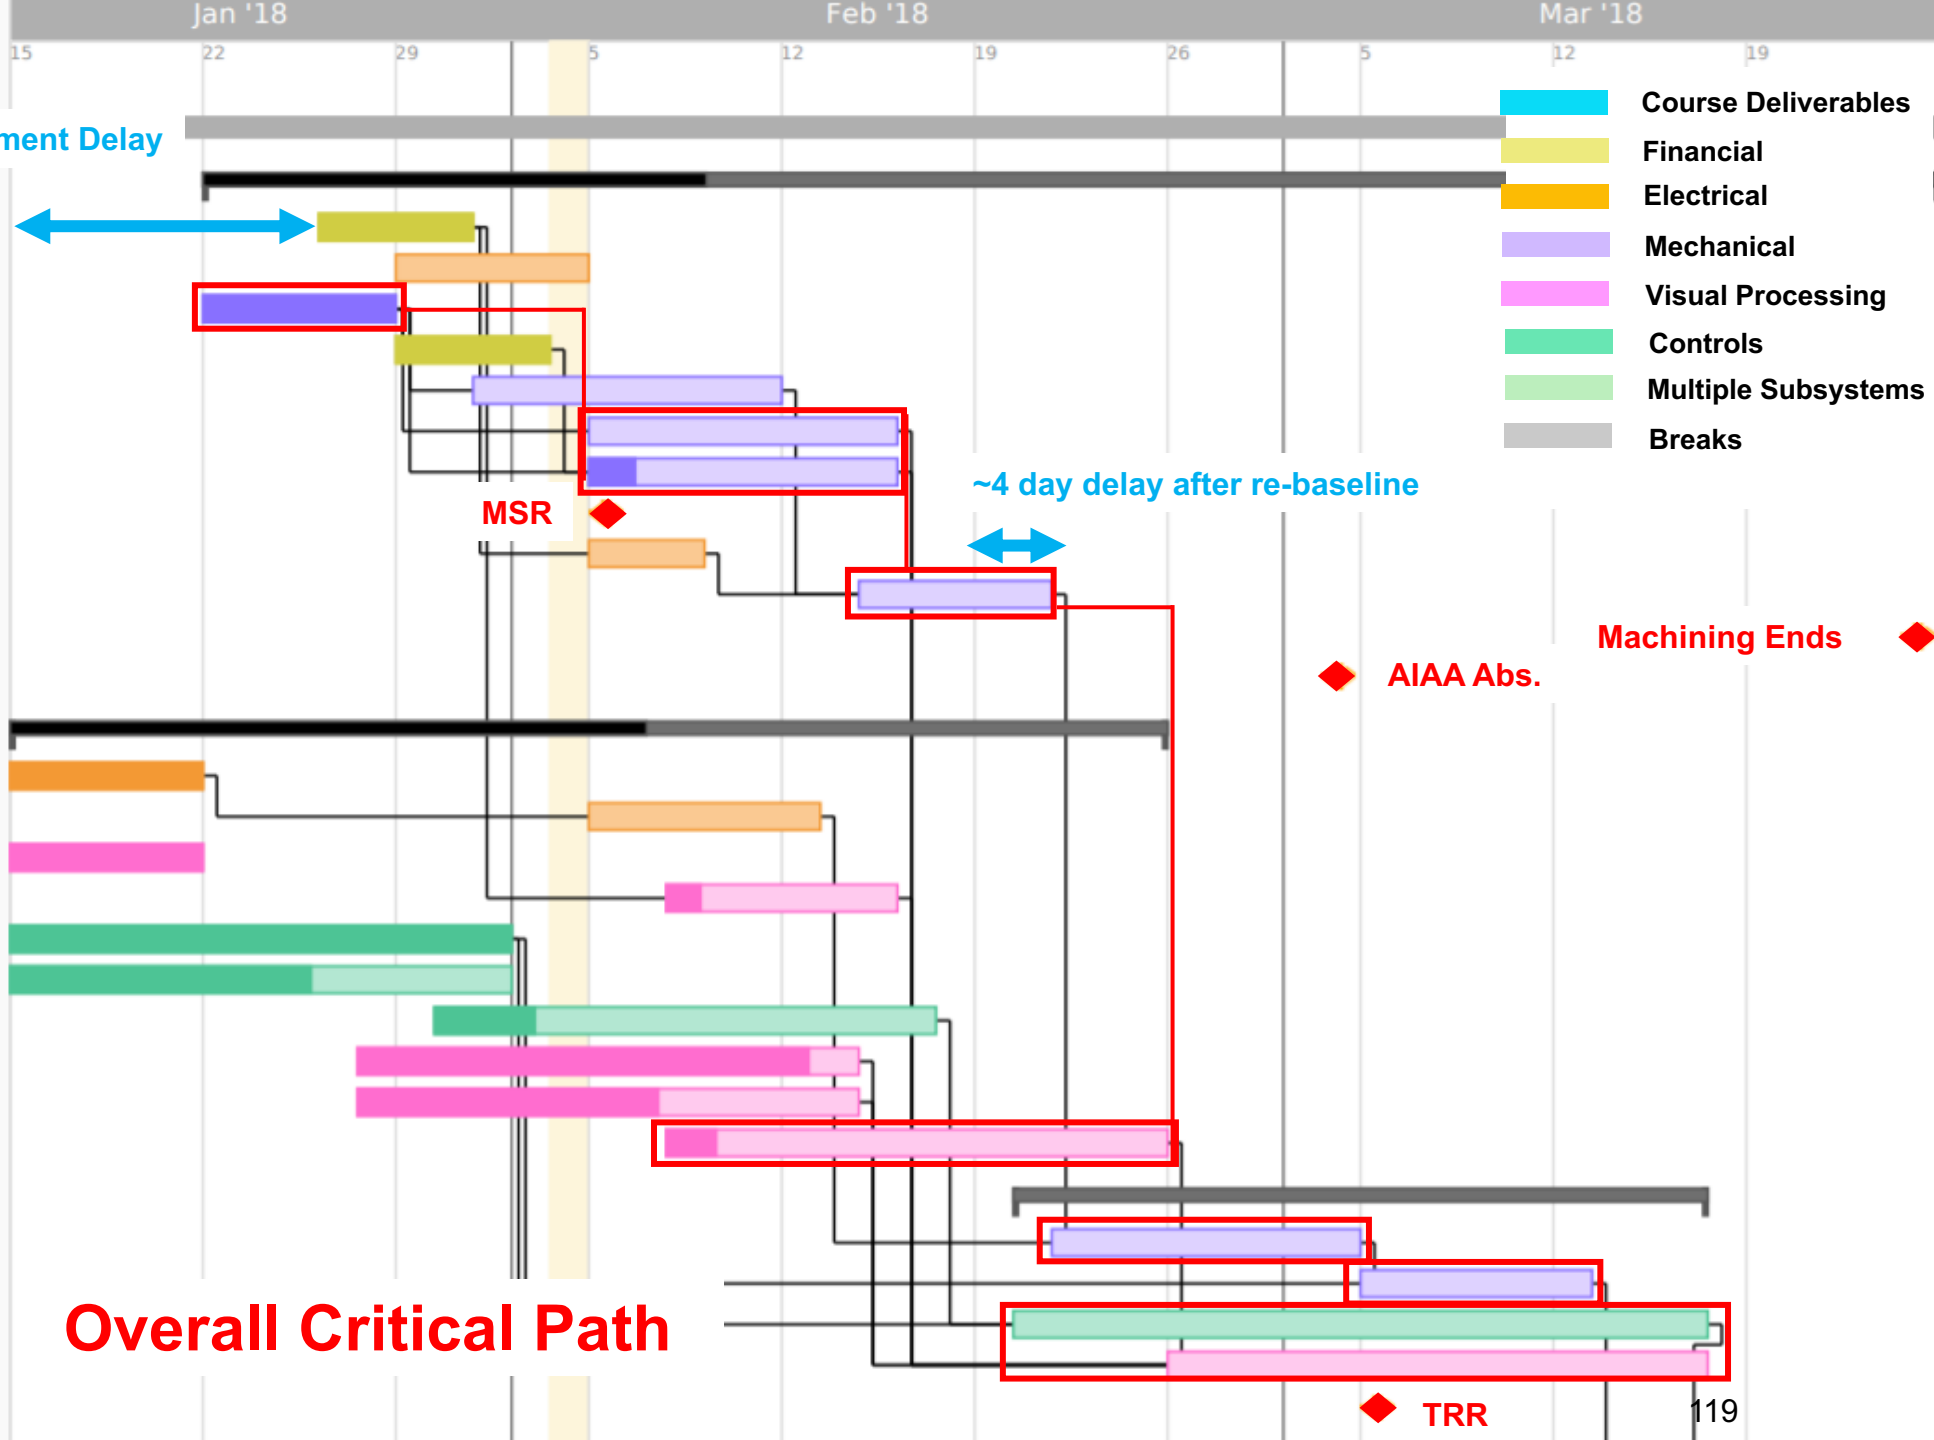 Jan '18 Feb '18 Mar '18
15 22 29 5 12 19 26 5 12 19
Course Deliverables
ment Delay
Financial
Electrical
Mechanical
Visual Processing
Controls
Multiple Subsystems
Breaks
~4 day delay after re-baseline
MSR
Machining Ends
AIAA Abs.
Overall Critical Path
TRR
119